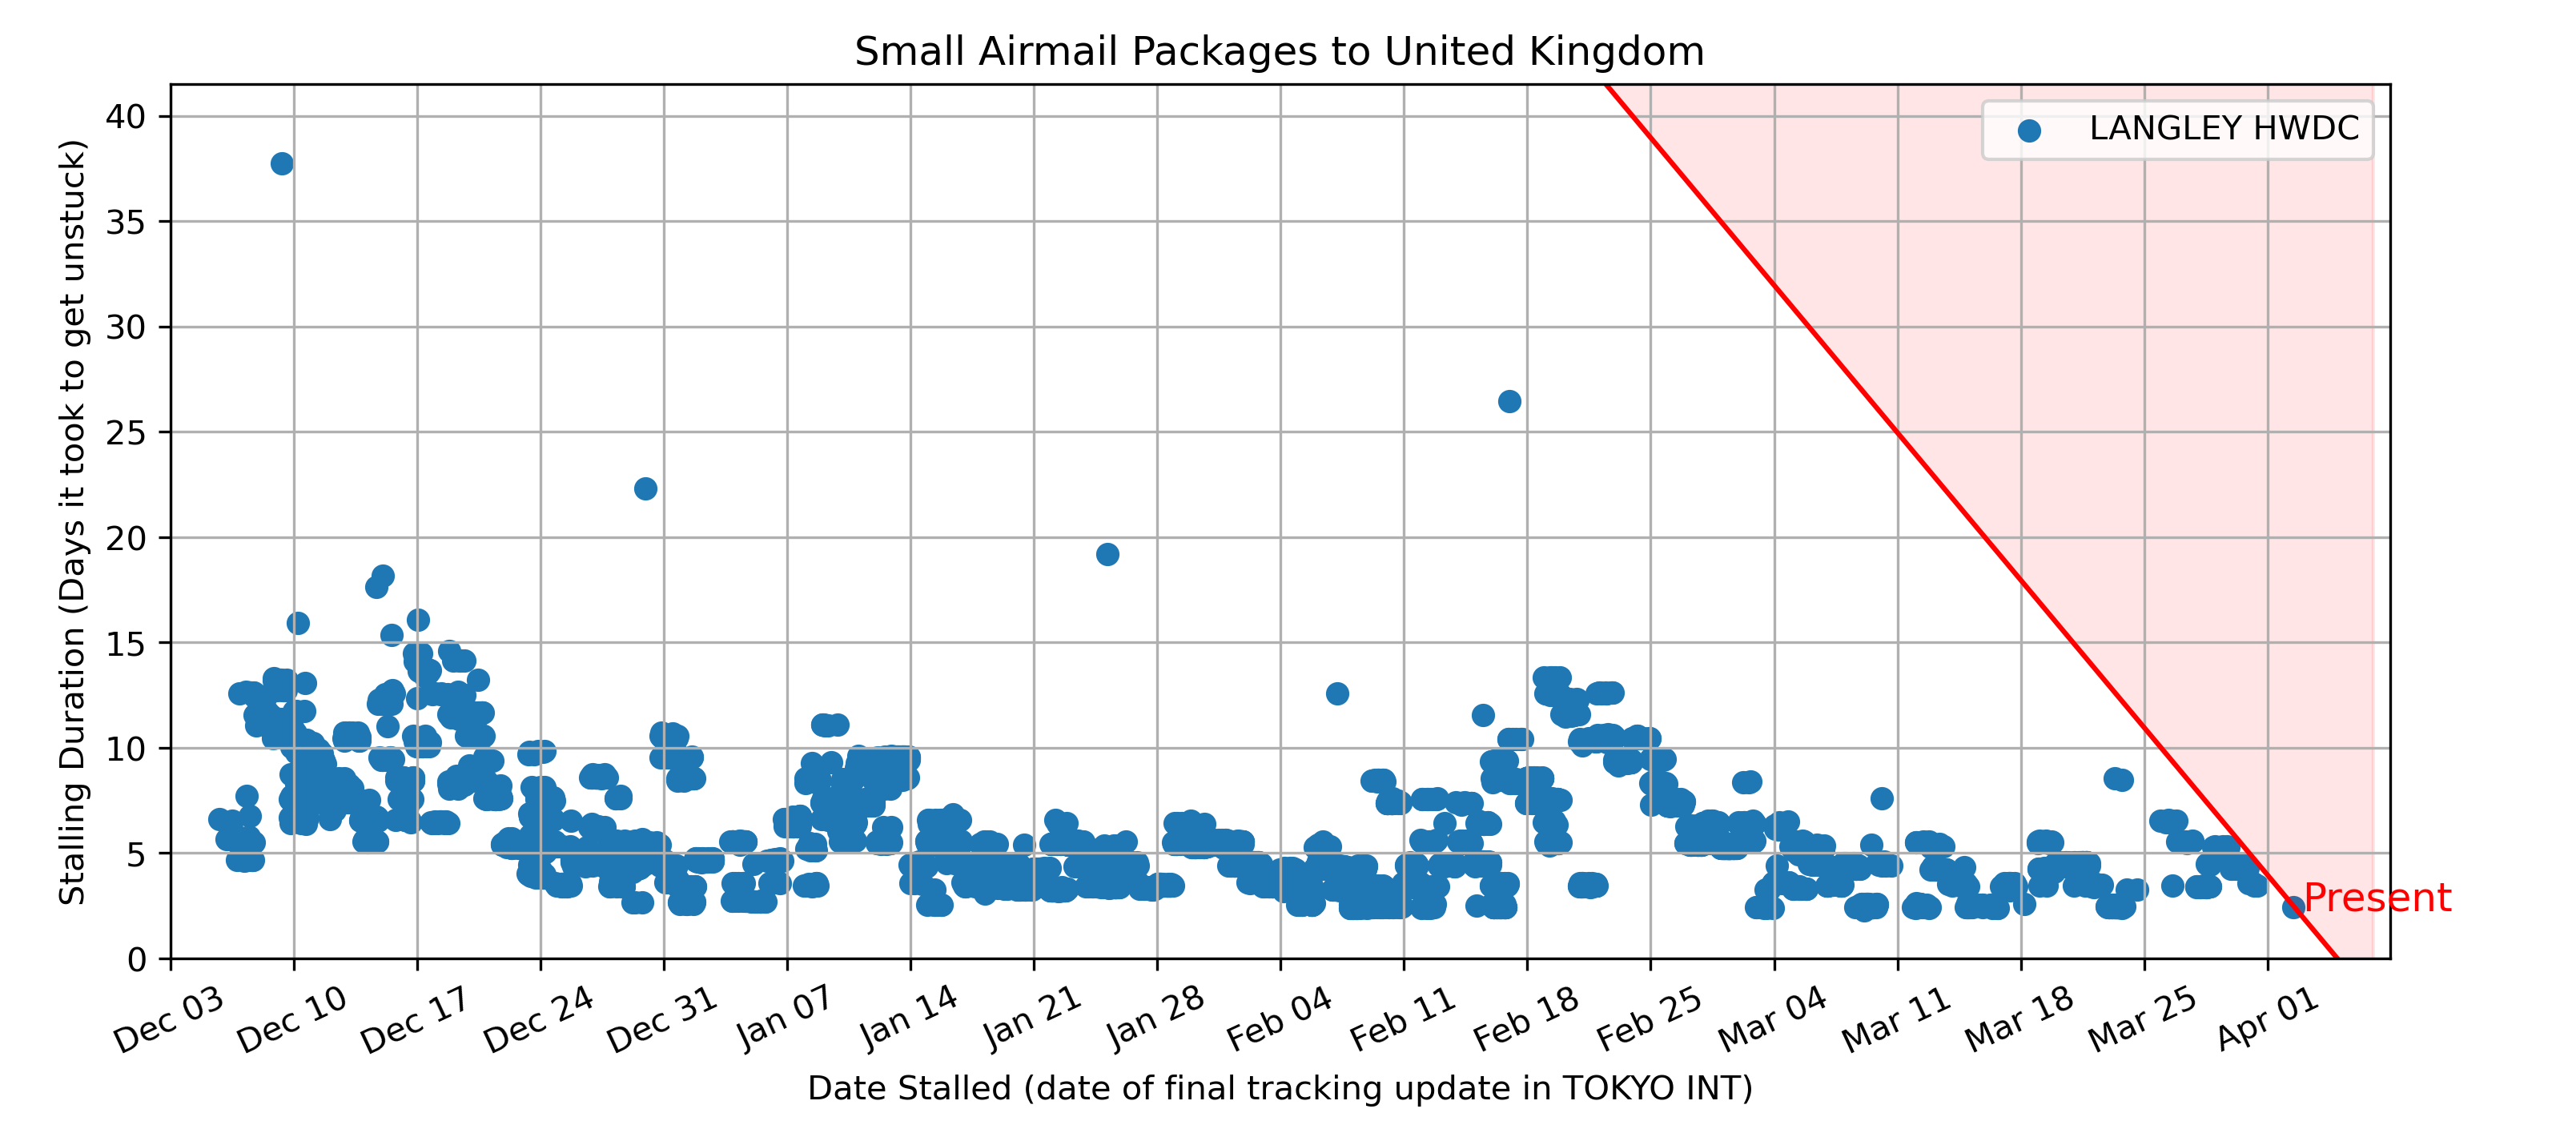 Small Airmail Packages to United Kingdom
LANGLEY HWDC
Stalling Duration (Days it took to get unstuck)
40
35
30
25
20
15
10
5
0
Present
Dec 03
Dec 10
Dec 17
Dec 24
Dec 31
Jan 07
Jan 14
Jan 21
Jan 28
Feb 04
Feb 11
Feb 18
Feb 25
Mar 04
Mar 11
Mar 18
Mar 25
Apr 01
Date Stalled (date of final tracking update in TOKYO INT)